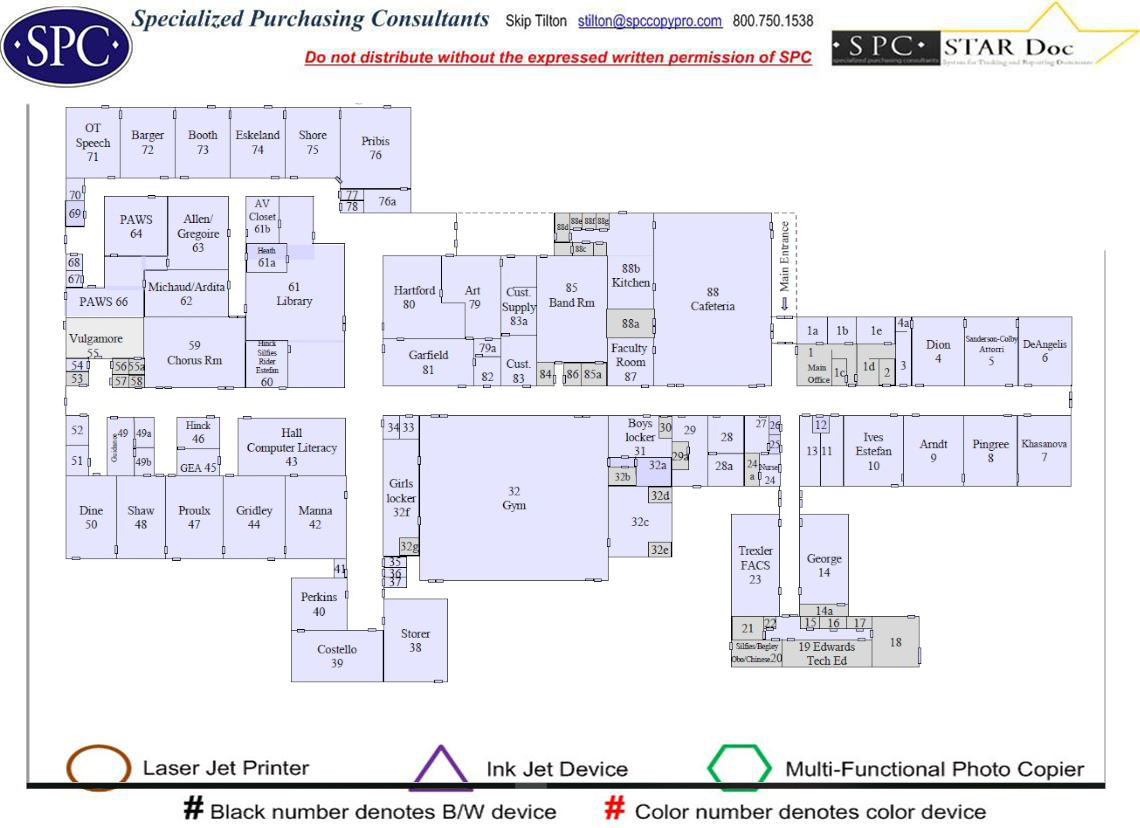 Specialized Purchasing Consultants Skip Tilton stilton@spccopypro.com 800.750.1538
·SPC·
Do not distribute without the expressed written permission of SPC
·SPC· STAR Doc
specialized purchasing consultants System for Tracking and Reporting Documents
OT
Speech
71
Barger
72
Booth
73
Eskeland
74
Shore
75
Pribis
76
70
69
77
78
76a
PAWS
64
Allen/
Gregoire
63
AV
Closet
61b
Heath
61a
61
Library
68
67
PAWS 66
Michaud/Ardita
62
Vulgamore
55
59
Chorus Rm
Hinck
Silfies
Rider
Estefan
60
54
53
56
55a
57
58
Hartford
80
Art
79
Cust.
Supply
83a
85
Band Rm
88d
88e
88f
88g
88c
88b
Kitchen
88a
88
Cafeteria
Main Entrance
Garfield
81
79a
82
Cust.
83
84
86
85a
Faculty
Room
87
1a
1b
1e
4a
1
Main
Office
1c
1d
2
3
Dion
4
Sanderson-Colby
Attorri
5
DeAngelis
6
52
51
Guidance
49
49a
49b
Hinck
46
GEA 45
Hall
Computer Literacy
43
34
33
Boys
locker
31
30
29
29a
28
28a
27
26
25
24
a
Nurse
24
12
13
11
Ives
Estefan
10
Arndt
9
Pingree
8
Khasanova
7
Dine
50
Shaw
48
Proulx
47
Gridley
44
Manna
42
Girls
locker
32f
32g
32
Gym
32a
32b
32d
32c
32e
41
35
36
37
Perkins
40
Costello
39
Storer
38
Trexler
FACS
23
George
14
14a
21
22
15
16
17
18
Silfies/Begley
Obo/Chinese20
19 Edwards
Tech Ed
Laser Jet Printer
Ink Jet Device
Multi-Functional Photo Copier
# Black number denotes B/W device
# Color number denotes color device